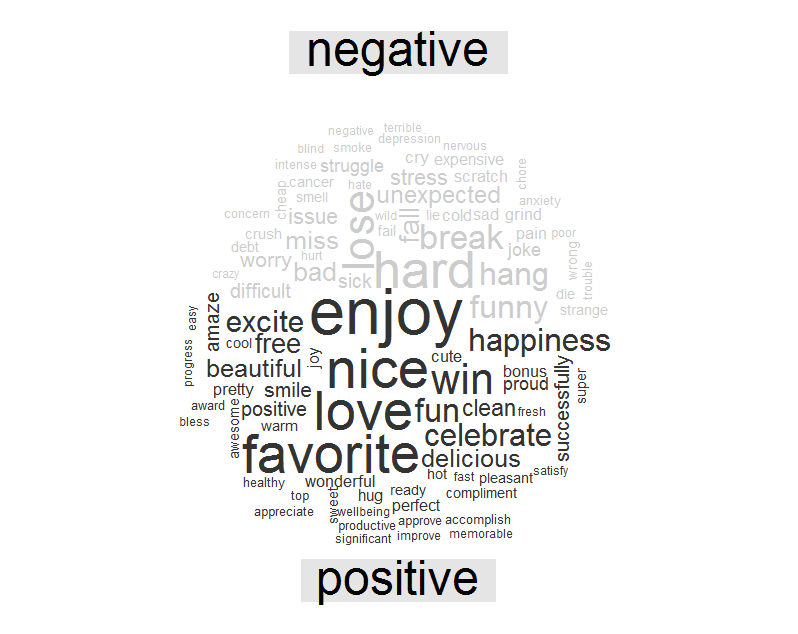 negative
negative terrible
depression
blind smoke nervous
cry expensive
intense struggle chore
stress scratch
cancer hate
cheap smell unexpected anxiety
concern issue lose wild fall lie cold sad grind
crush miss fail break pain poor
debt hurt joke wrong
worry hard
crazy bad sick hang trouble
difficult funny die
strange
easy amaze excite enjoy
progress cool free joy happiness
cute
beautiful nice win bonus
pretty smile proud successfully super
award positive love fun clean fresh
bless awesome warm
favorite celebrate
delicious
hot fast pleasant satisfy
healthy wonderful
top sweet hug ready compliment
appreciate wellbeing perfect
productive approve accomplish
significant improve memorable
positive